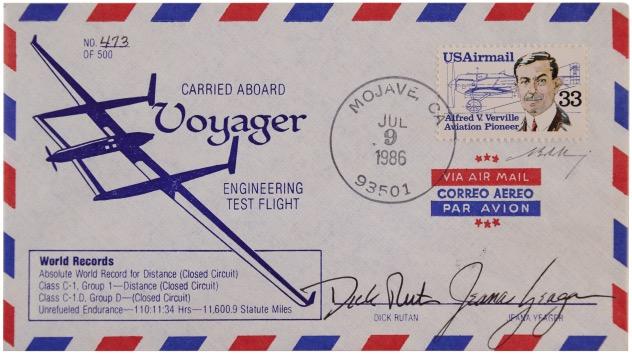 NO. 473
OF 500
CARRIED ABOARD
Voyager
ENGINEERING
TEST FLIGHT
MOJAVE, CA
JUL
9
1986
93501
USAirmail
33
Alfred V. Verville
Aviation Pioneer
VIA AIR MAIL
CORREO AEREO
PAR AVION
World Records
Absolute World Record for Distance (Closed Circuit)
Class C-1, Group 1—Distance (Closed Circuit)
Class C-1.D, Group D—(Closed Circuit)
Unrefueled Endurance—110:11:34 Hrs—11,600.9 Statute Miles
Dick Rutan Jeana Yeager
DICK RUTAN JEANA YEAGER